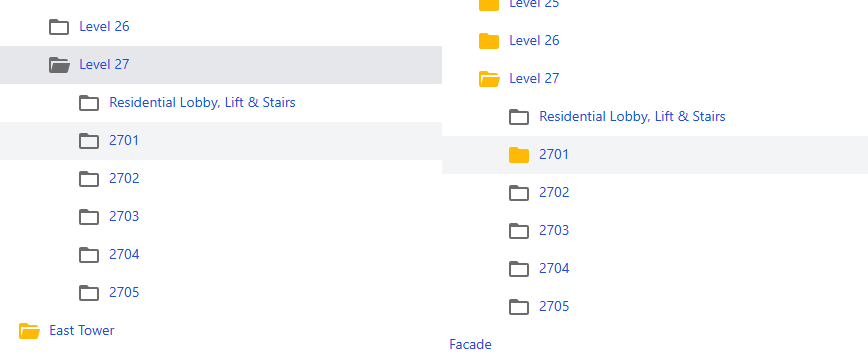 Level 26
Level 27
Residential Lobby, Lift & Stairs
2701
2702
2703
2704
2705
East Tower
Level 25
Level 26
Level 27
Residential Lobby, Lift & Stairs
2701
2702
2703
2704
2705
Facade